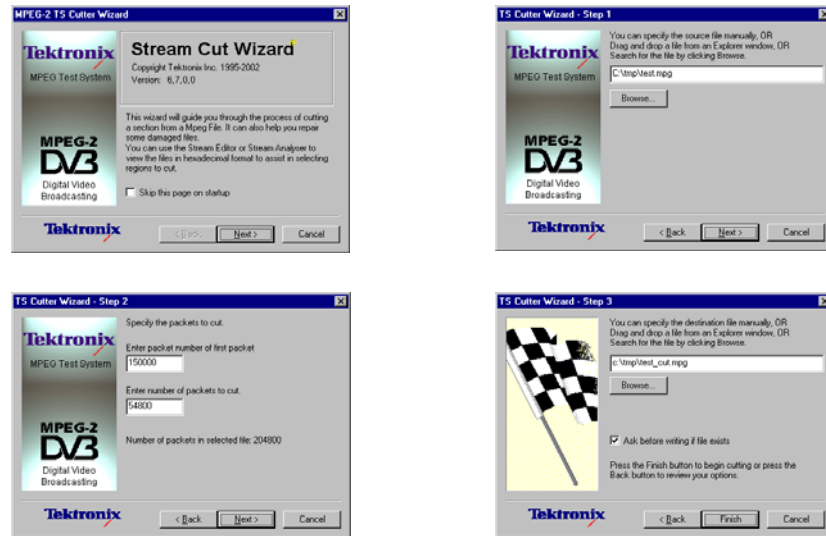 MPEG-2 TS Cutter Wizard
Tektronix
MPEG Test System
MPEG-2
DVB
Digital Video
Broadcasting
Stream Cut Wizard
Copyright Tektronix Inc. 1995-2002
Version: 6,7,0,0
This wizard will guide you through the process of cutting
a section from a Mpeg File. It can also help you repair
some damaged files.
You can use the Stream Editor or Stream Analyser to
view the files in hexadecimal format to assist in selecting
regions to cut.
Skip this page on startup
Tektronix
< Back Next > Cancel
TS Cutter Wizard - Step 1
Tektronix
MPEG Test System
MPEG-2
DVB
Digital Video
Broadcasting
You can specify the source file manually, OR
Drag and drop a file from an Explorer window, OR
Search for the file by clicking Browse.
C:\tmp\test.mpg
Browse...
Tektronix
< Back Next > Cancel
TS Cutter Wizard - Step 2
Tektronix
MPEG Test System
MPEG-2
DVB
Digital Video
Broadcasting
Specify the packets to cut.
Enter packet number of first packet
150000
Enter number of packets to cut.
54800
Number of packets in selected file: 204800
Tektronix
< Back Next > Cancel
TS Cutter Wizard - Step 3
You can specify the destination file manually, OR
Drag and drop a file from an Explorer window, OR
Search for the file by clicking Browse.
c:\tmp\test_cut.mpg
Browse...
Ask before writing if file exists
Press the Finish button to begin cutting or press the
Back button to review your options.
Tektronix
< Back Finish Cancel